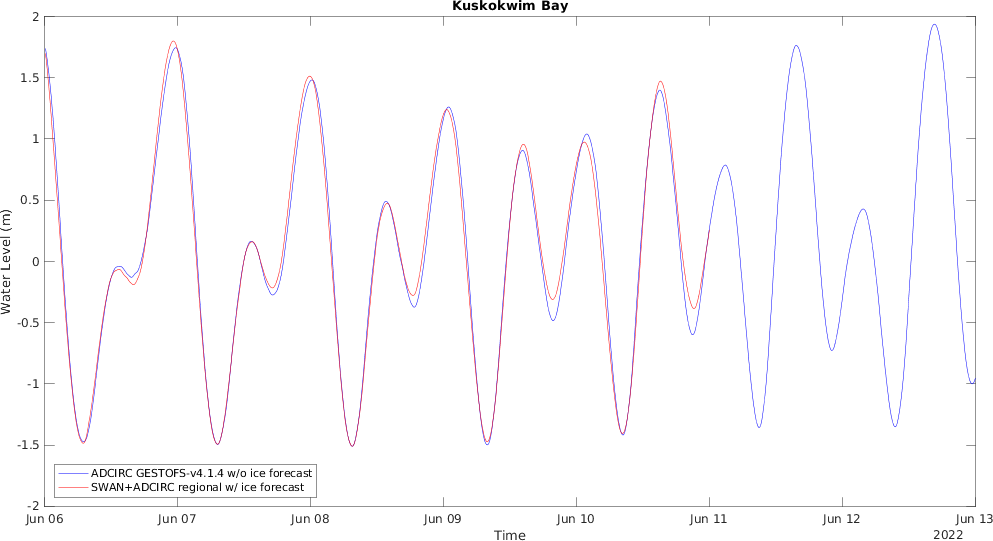 Kuskokwim Bay
2
1.5
1
0.5
0
-0.5
-1
-1.5
-2
Water Level (m)
ADCIRC GESTOFS-v4.1.4 w/o ice forecast
SWAN+ADCIRC regional w/ ice forecast
Jun 06 Jun 07 Jun 08 Jun 09 Jun 10 Jun 11 Jun 12 Jun 13
Time
2022